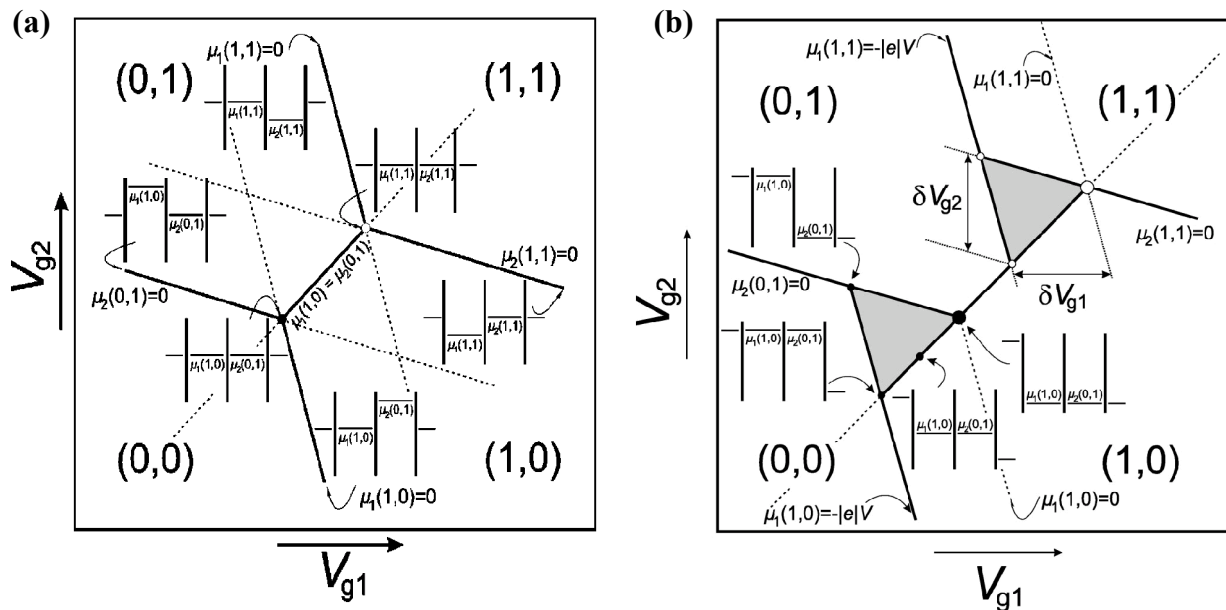 (a)
μ1(1,1)=0
(0,1)
(1,1)
μ1(1,1)
μ2(1,1)
μ1(1,1)
μ2(1,1)
μ1(1,0)
μ2(0,1)
μ2(0,1)=0
μ1(1,0) = μ2(0,1)
μ2(1,1)=0
μ1(1,1)
μ2(1,1)
μ1(1,0)
μ2(0,1)
μ1(1,0)
μ2(0,1)
(0,0)
(1,0)
μ1(1,0)=0
Vg2
Vg1
(b)
μ1(1,1)=-|e|V
μ1(1,1)=0
(0,1)
(1,1)
μ1(1,0)
μ2(0,1)
δVg2
μ2(1,1)=0
δVg1
μ2(0,1)=0
μ1(1,0)
μ2(0,1)
μ1(1,0)
μ2(0,1)
μ1(1,0)
μ2(0,1)
(0,0)
(1,0)
μ1(1,0)=-|e|V
μ1(1,0)=0
Vg2
Vg1